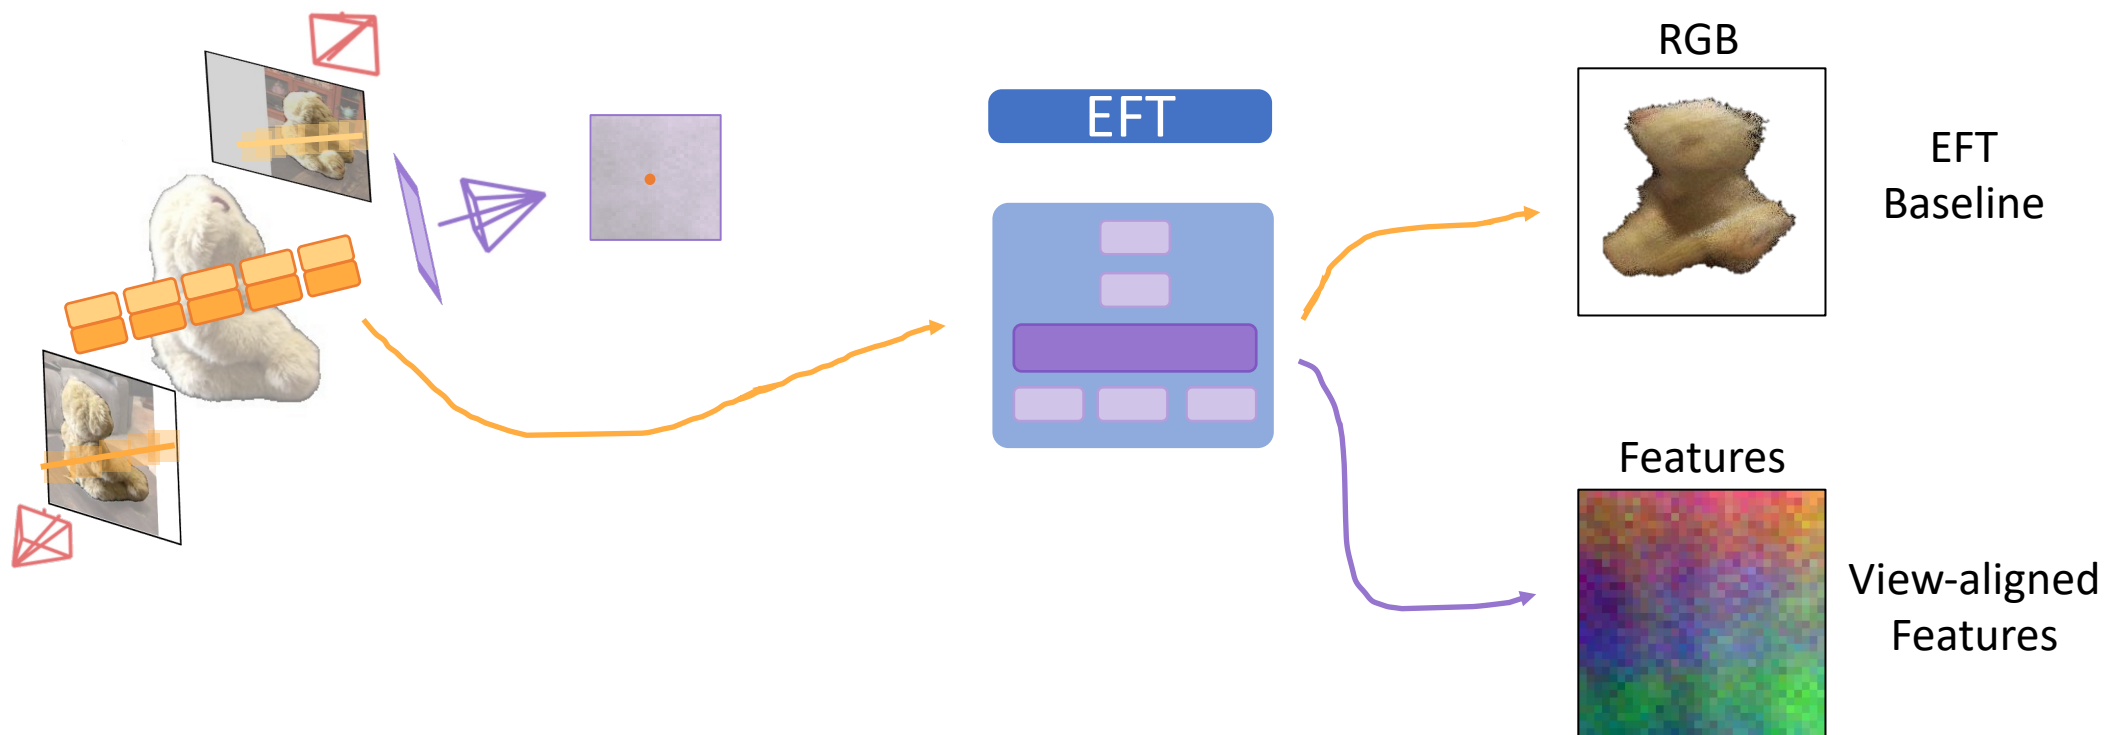 EFT
RGB
EFT
Baseline
Features
View-aligned
Features